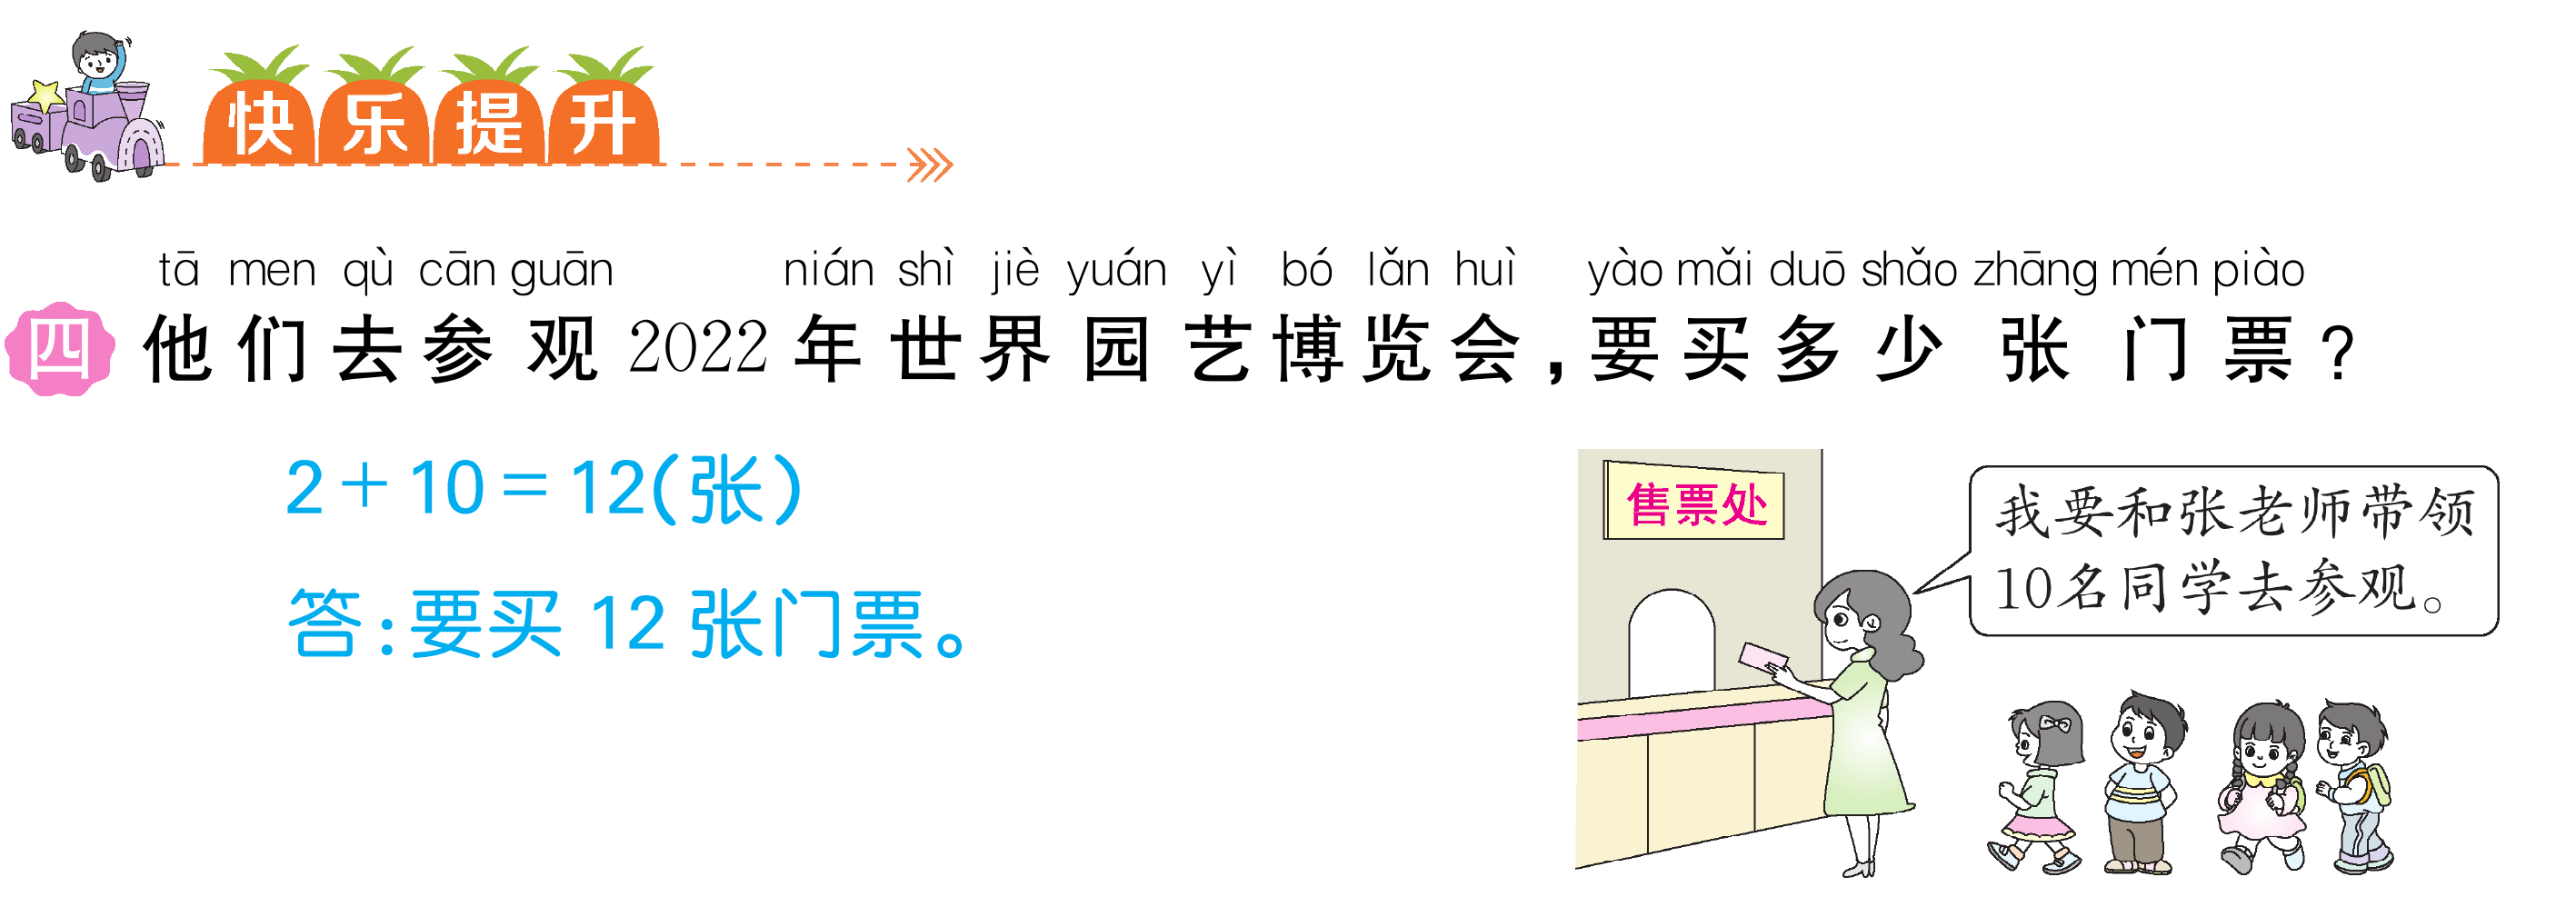 快乐提升
tā men qù cān guān nián shì jiè yuán yì bó lǎn huì yào mǎi duō shǎo zhāng mén piào
四 他们去参观2022年世界园艺博览会,要买多少张门票?
2+10=12(张)
答:要买12张门票。
售票处
我要和张老师带领
10名同学去参观。